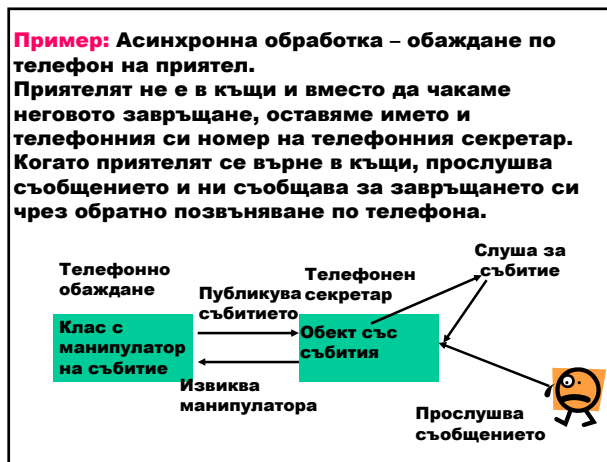 Пример: Асинхронна обработка – обаждане по
телефон на приятел.
Приятелят не е в къщи и вместо да чакаме
неговото завръщане, оставяме името и
телефонния си номер на телефонния секретар.
Когато приятелят се върне в къщи, прослушва
съобщението и ни съобщава за завръщането си
чрез обратно позвъняване по телефона.
Телефонно
обаждане
Публикува
събитието
Телефонен
секретар
Слуша за
събитие
Клас с
манипулатор
на събитие
Обект със
събития
Извиква
манипулатора
Прослушва
съобщението